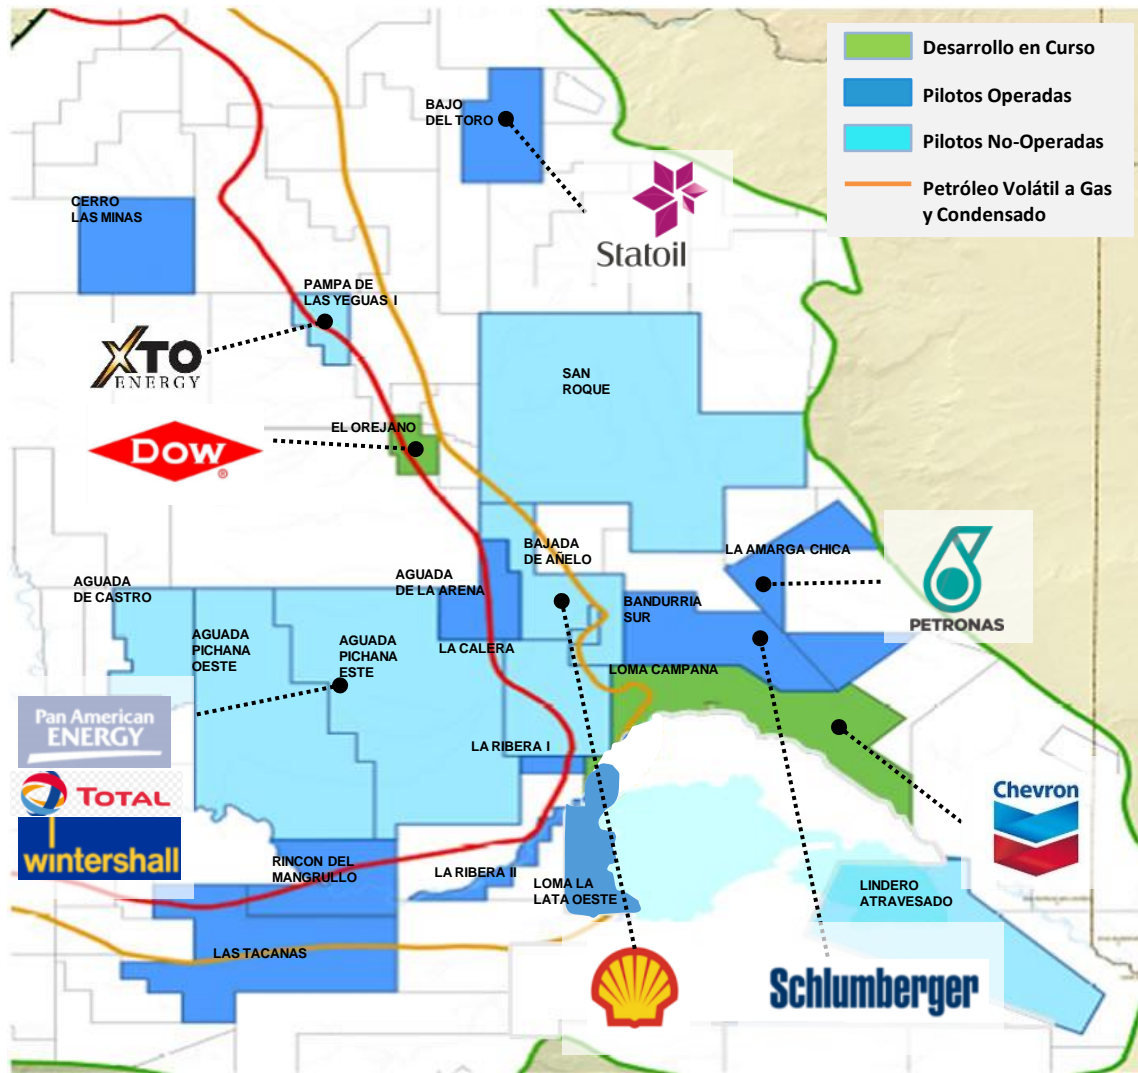 Desarrollo en Curso
Pilotos Operadas
Pilotos No-Operadas
Petróleo Volátil a Gas
y Condensado
BAJO
DEL TORO
Statoil
CERRO
LAS MINAS
PAMPA DE
LAS YEGUAS I
XTO
ENERGY
SAN
ROQUE
EL OREJANO
DOW
®
BAJADA
DE AÑELO
LA AMARGA CHICA
PETRONAS
AGUADA
DE CASTRO
AGUADA
DE LA ARENA
BANDURRIA
SUR
AGUADA
PICHANA
OESTE
AGUADA
PICHANA
ESTE
LA CALERA
LOMA CAMPANA
Pan American
ENERGY
LA RIBERA I
TOTAL
Chevron
wintershall
RINCON DEL
MANGRULLO
LA RIBERA II
LOMA LA
LATA OESTE
LINDERO
ATRAVESADO
LAS TACANAS
Schlumberger